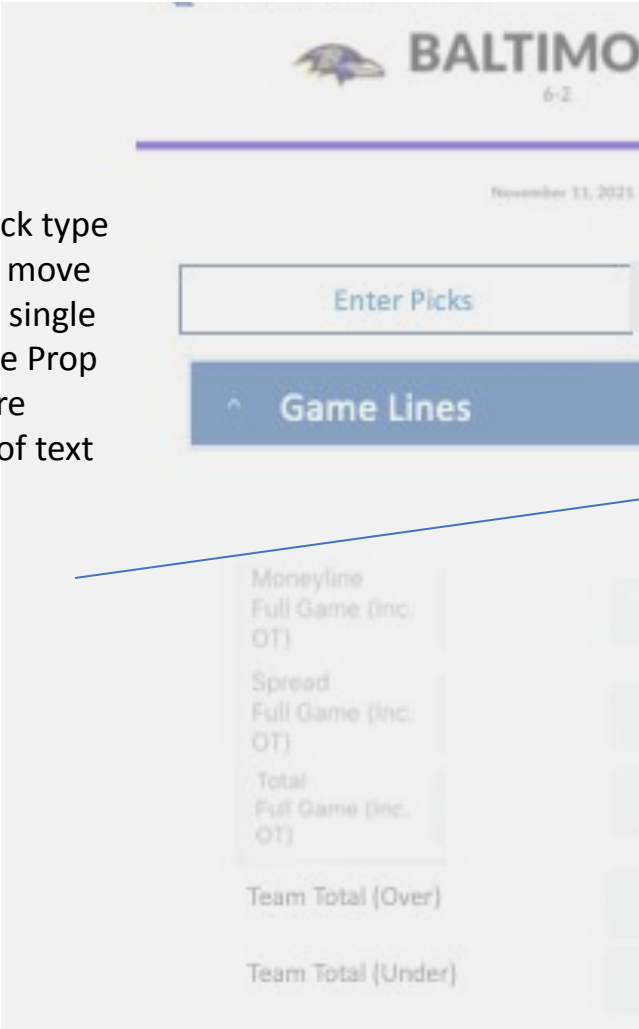 BALTIMO
6-2
November 11, 2021
ck type
move
single
e Prop
re
of text
Enter Picks
Game Lines
Moneyline
Full Game (Inc.
OT)
Spread
Full Game (Inc.
OT)
Total
Full Game (Inc.
OT)
Team Total (Over)
Team Total (Under)